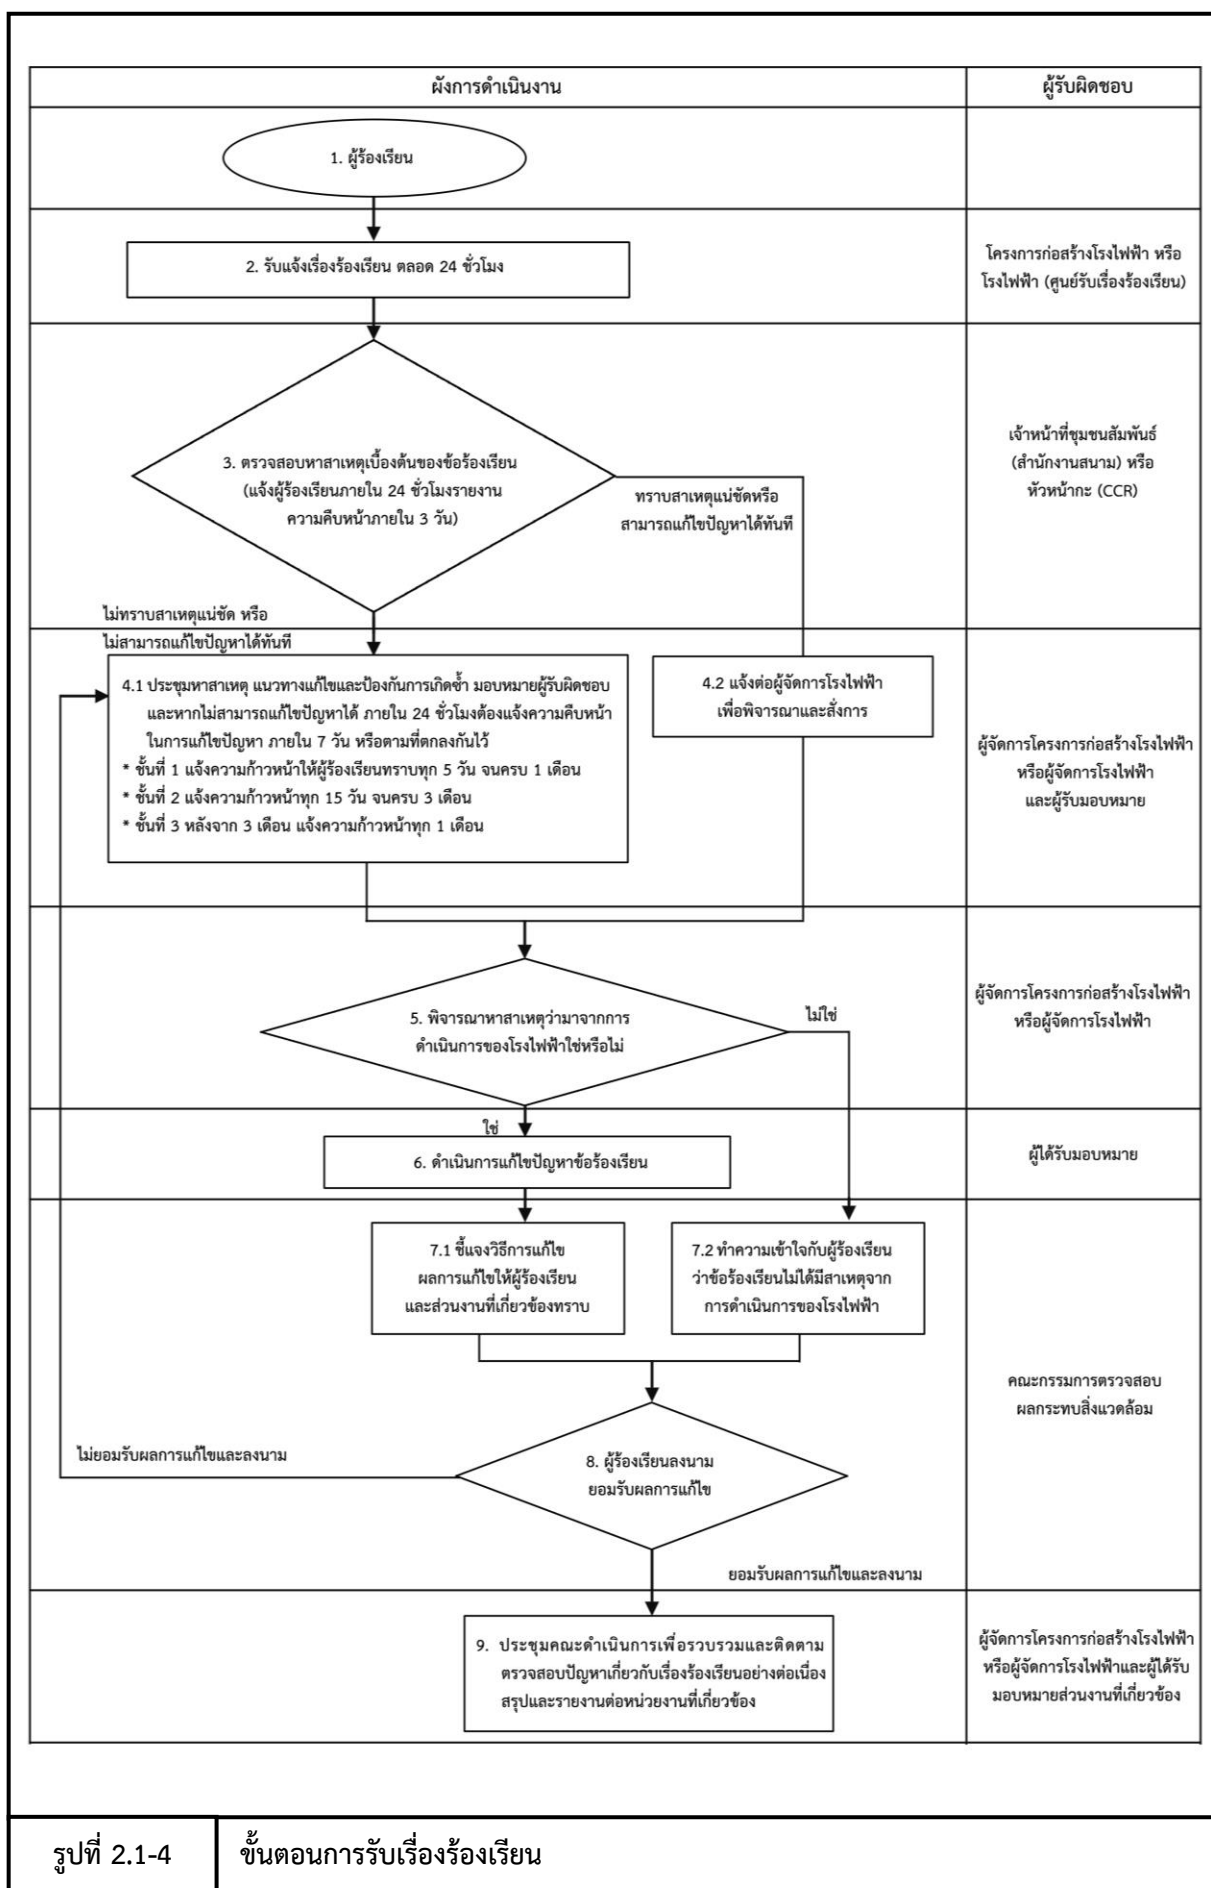 ผังการดำเนินงาน
ผู้รับผิดชอบ
1. ผู้ร้องเรียน
2. รับแจ้งเรื่องร้องเรียน ตลอด 24 ชั่วโมง
โครงการก่อสร้างโรงไฟฟ้า หรือ
โรงไฟฟ้า (ศูนย์รับเรื่องร้องเรียน)
3. ตรวจสอบหาสาเหตุเบื้องต้นของข้อร้องเรียน
(แจ้งผู้ร้องเรียนภายใน 24 ชั่วโมงรายงาน
ความคืบหน้าภายใน 3 วัน)
ทราบสาเหตุแน่ชัดหรือ
สามารถแก้ไขปัญหาได้ทันที
เจ้าหน้าที่ชุมชนสัมพันธ์
(สำนักงานสนาม) หรือ
หัวหน้ากะ (CCR)
ไม่ทราบสาเหตุแน่ชัด หรือ
ไม่สามารถแก้ไขปัญหาได้ทันที
4.1 ประชุมหาสาเหตุ แนวทางแก้ไขและป้องกันการเกิดซ้ำ มอบหมายผู้รับผิดชอบ
และหากไม่สามารถแก้ไขปัญหาได้ ภายใน 24 ชั่วโมงต้องแจ้งความคืบหน้า
ในการแก้ไขปัญหา ภายใน 7 วัน หรือตามที่ตกลงกันไว้
* ชั้นที่ 1 แจ้งความก้าวหน้าให้ผู้ร้องเรียนทราบทุก 5 วัน จนครบ 1 เดือน
* ชั้นที่ 2 แจ้งความก้าวหน้าทุก 15 วัน จนครบ 3 เดือน
* ชั้นที่ 3 หลังจาก 3 เดือน แจ้งความก้าวหน้าทุก 1 เดือน
4.2 แจ้งต่อผู้จัดการโรงไฟฟ้า
เพื่อพิจารณาและสั่งการ
ผู้จัดการโครงการก่อสร้างโรงไฟฟ้า
หรือผู้จัดการโรงไฟฟ้า
และผู้รับมอบหมาย
5. พิจารณาหาสาเหตุว่ามาจากการ
ดำเนินการของโรงไฟฟ้าใช่หรือไม่
ไม่ใช่
ผู้จัดการโครงการก่อสร้างโรงไฟฟ้า
หรือผู้จัดการโรงไฟฟ้า
ใช่
6. ดำเนินการแก้ไขปัญหาข้อร้องเรียน
ผู้ได้รับมอบหมาย
7.1 ชี้แจงวิธีการแก้ไข
ผลการแก้ไขให้ผู้ร้องเรียน
และส่วนงานที่เกี่ยวข้องทราบ
7.2 ทำความเข้าใจกับผู้ร้องเรียน
ว่าข้อร้องเรียนไม่ได้มีสาเหตุจาก
การดำเนินการของโรงไฟฟ้า
คณะกรรมการตรวจสอบ
ผลกระทบสิ่งแวดล้อม
ไม่ยอมรับผลการแก้ไขและลงนาม
8. ผู้ร้องเรียนลงนาม
ยอมรับผลการแก้ไข
ยอมรับผลการแก้ไขและลงนาม
9. ประชุมคณะดำเนินการเพื่อรวบรวมและติดตาม
ตรวจสอบปัญหาเกี่ยวกับเรื่องร้องเรียนอย่างต่อเนื่อง
สรุปและรายงานต่อหน่วยงานที่เกี่ยวข้อง
ผู้จัดการโครงการก่อสร้างโรงไฟฟ้า
หรือผู้จัดการโรงไฟฟ้าและผู้ได้รับ
มอบหมายส่วนงานที่เกี่ยวข้อง
รูปที่ 2.1-4
ขั้นตอนการรับเรื่องร้องเรียน